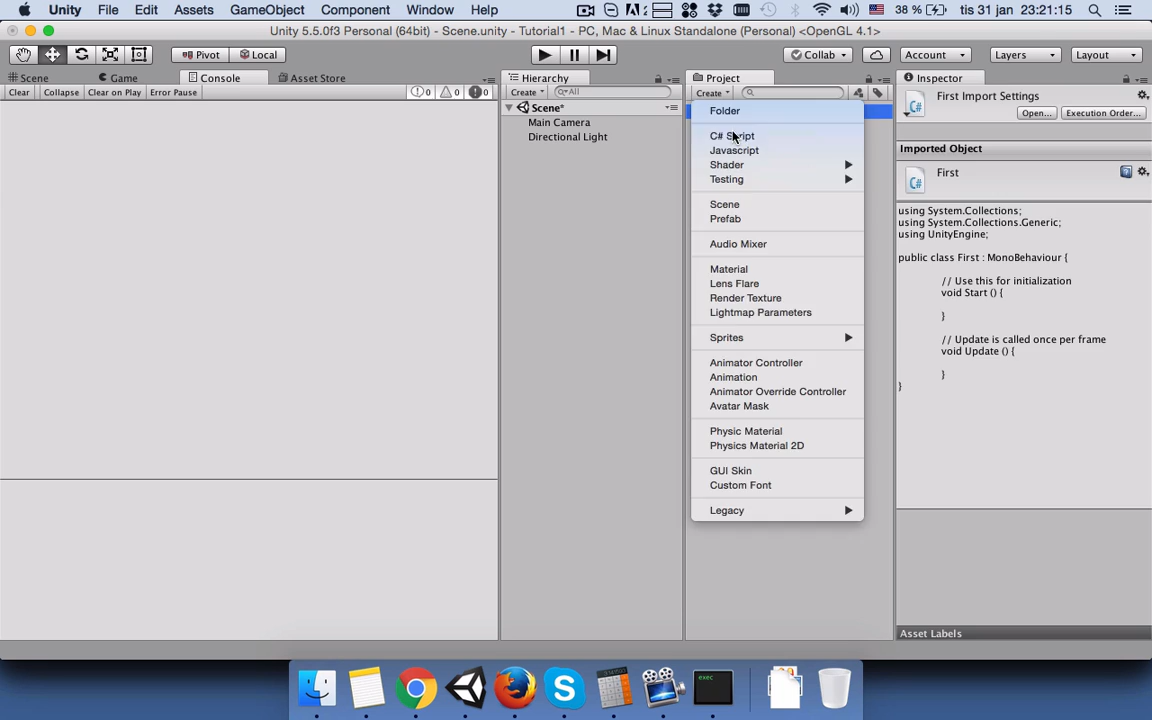 Unity File Edit Assets GameObject Component Window Help 38 % tis 31 jan 21:21:15
Unity 5.5.0f3 Personal (64bit) - Scene.unity - Tutorial1 - PC, Mac & Linux Standalone (Personal) <OpenGL 4.1>
Pivot Local Collab Account Layers Layout
Scene Game Console Asset Store Hierarchy Project Inspector
Clear Collapse Clear on Play Error Pause 0 0 0 Create All Create
First Import Settings
Open... Execution Order...
Scene*
Main Camera
Directional Light
Folder
C# Script
Javascript
Shader
Testing
Scene
Prefab
Audio Mixer
Material
Lens Flare
Render Texture
Lightmap Parameters
Sprites
Animator Controller
Animation
Animator Override Controller
Avatar Mask
Physic Material
Physics Material 2D
GUI Skin
Custom Font
Legacy
Imported Object
C#
First
using System.Collections;
using System.Collections.Generic;
using UnityEngine;
public class First : MonoBehaviour {
// Use this for initialization
void Start () {
}
// Update is called once per frame
void Update () {
}
}
Asset Labels
exec